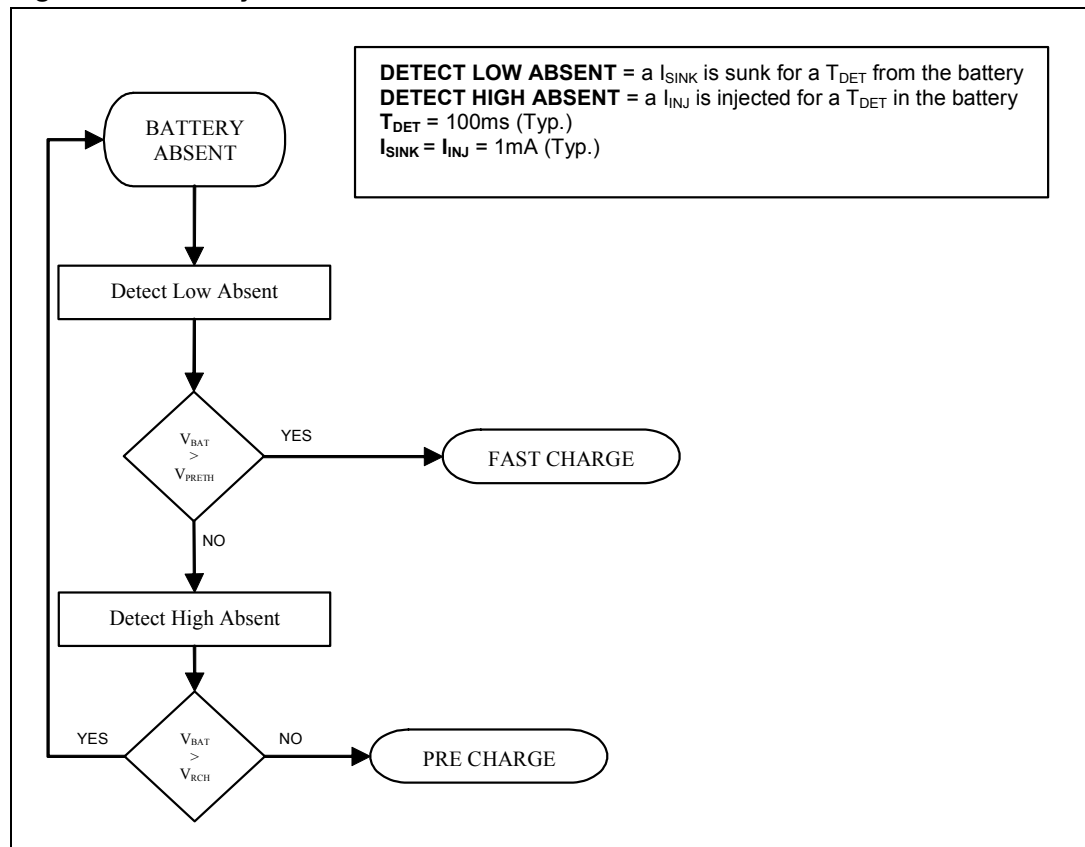 DETECT LOW ABSENT = a ISINK is sunk for a TDET from the battery
DETECT HIGH ABSENT = a IINJ is injected for a TDET in the battery
TDET = 100ms (Typ.)
ISINK = IINJ = 1mA (Typ.)
BATTERY
ABSENT
Detect Low Absent
VBAT
>
VPRETH
YES
FAST CHARGE
NO
Detect High Absent
YES
VBAT
>
VRCH
NO
PRE CHARGE